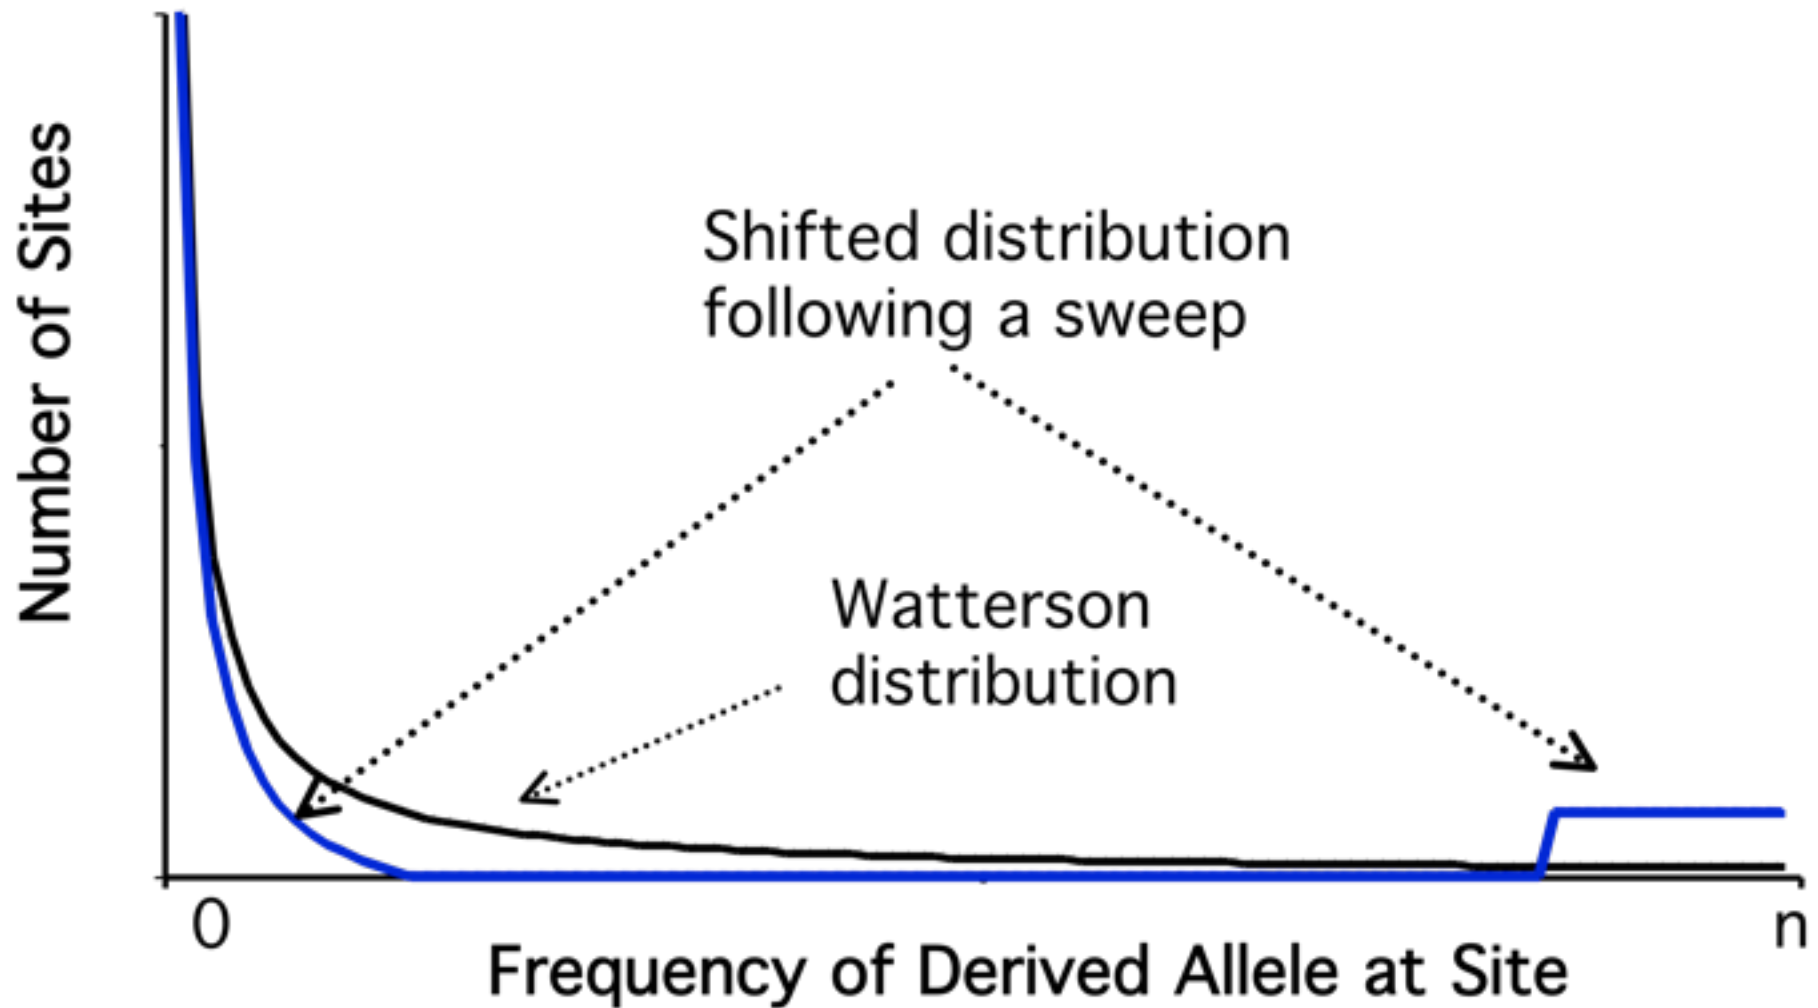 Number of Sites
Shifted distribution
following a sweep
Watterson
distribution
0
n
Frequency of Derived Allele at Site